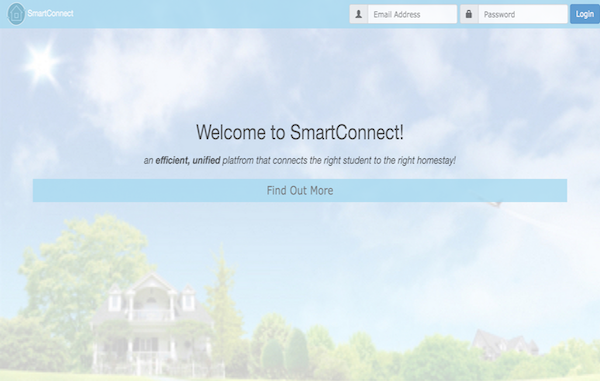 SmartConnect
Email Address
Password
Login
Welcome to SmartConnect!
an efficient, unified platfrom that connects the right student to the right homestay!
Find Out More